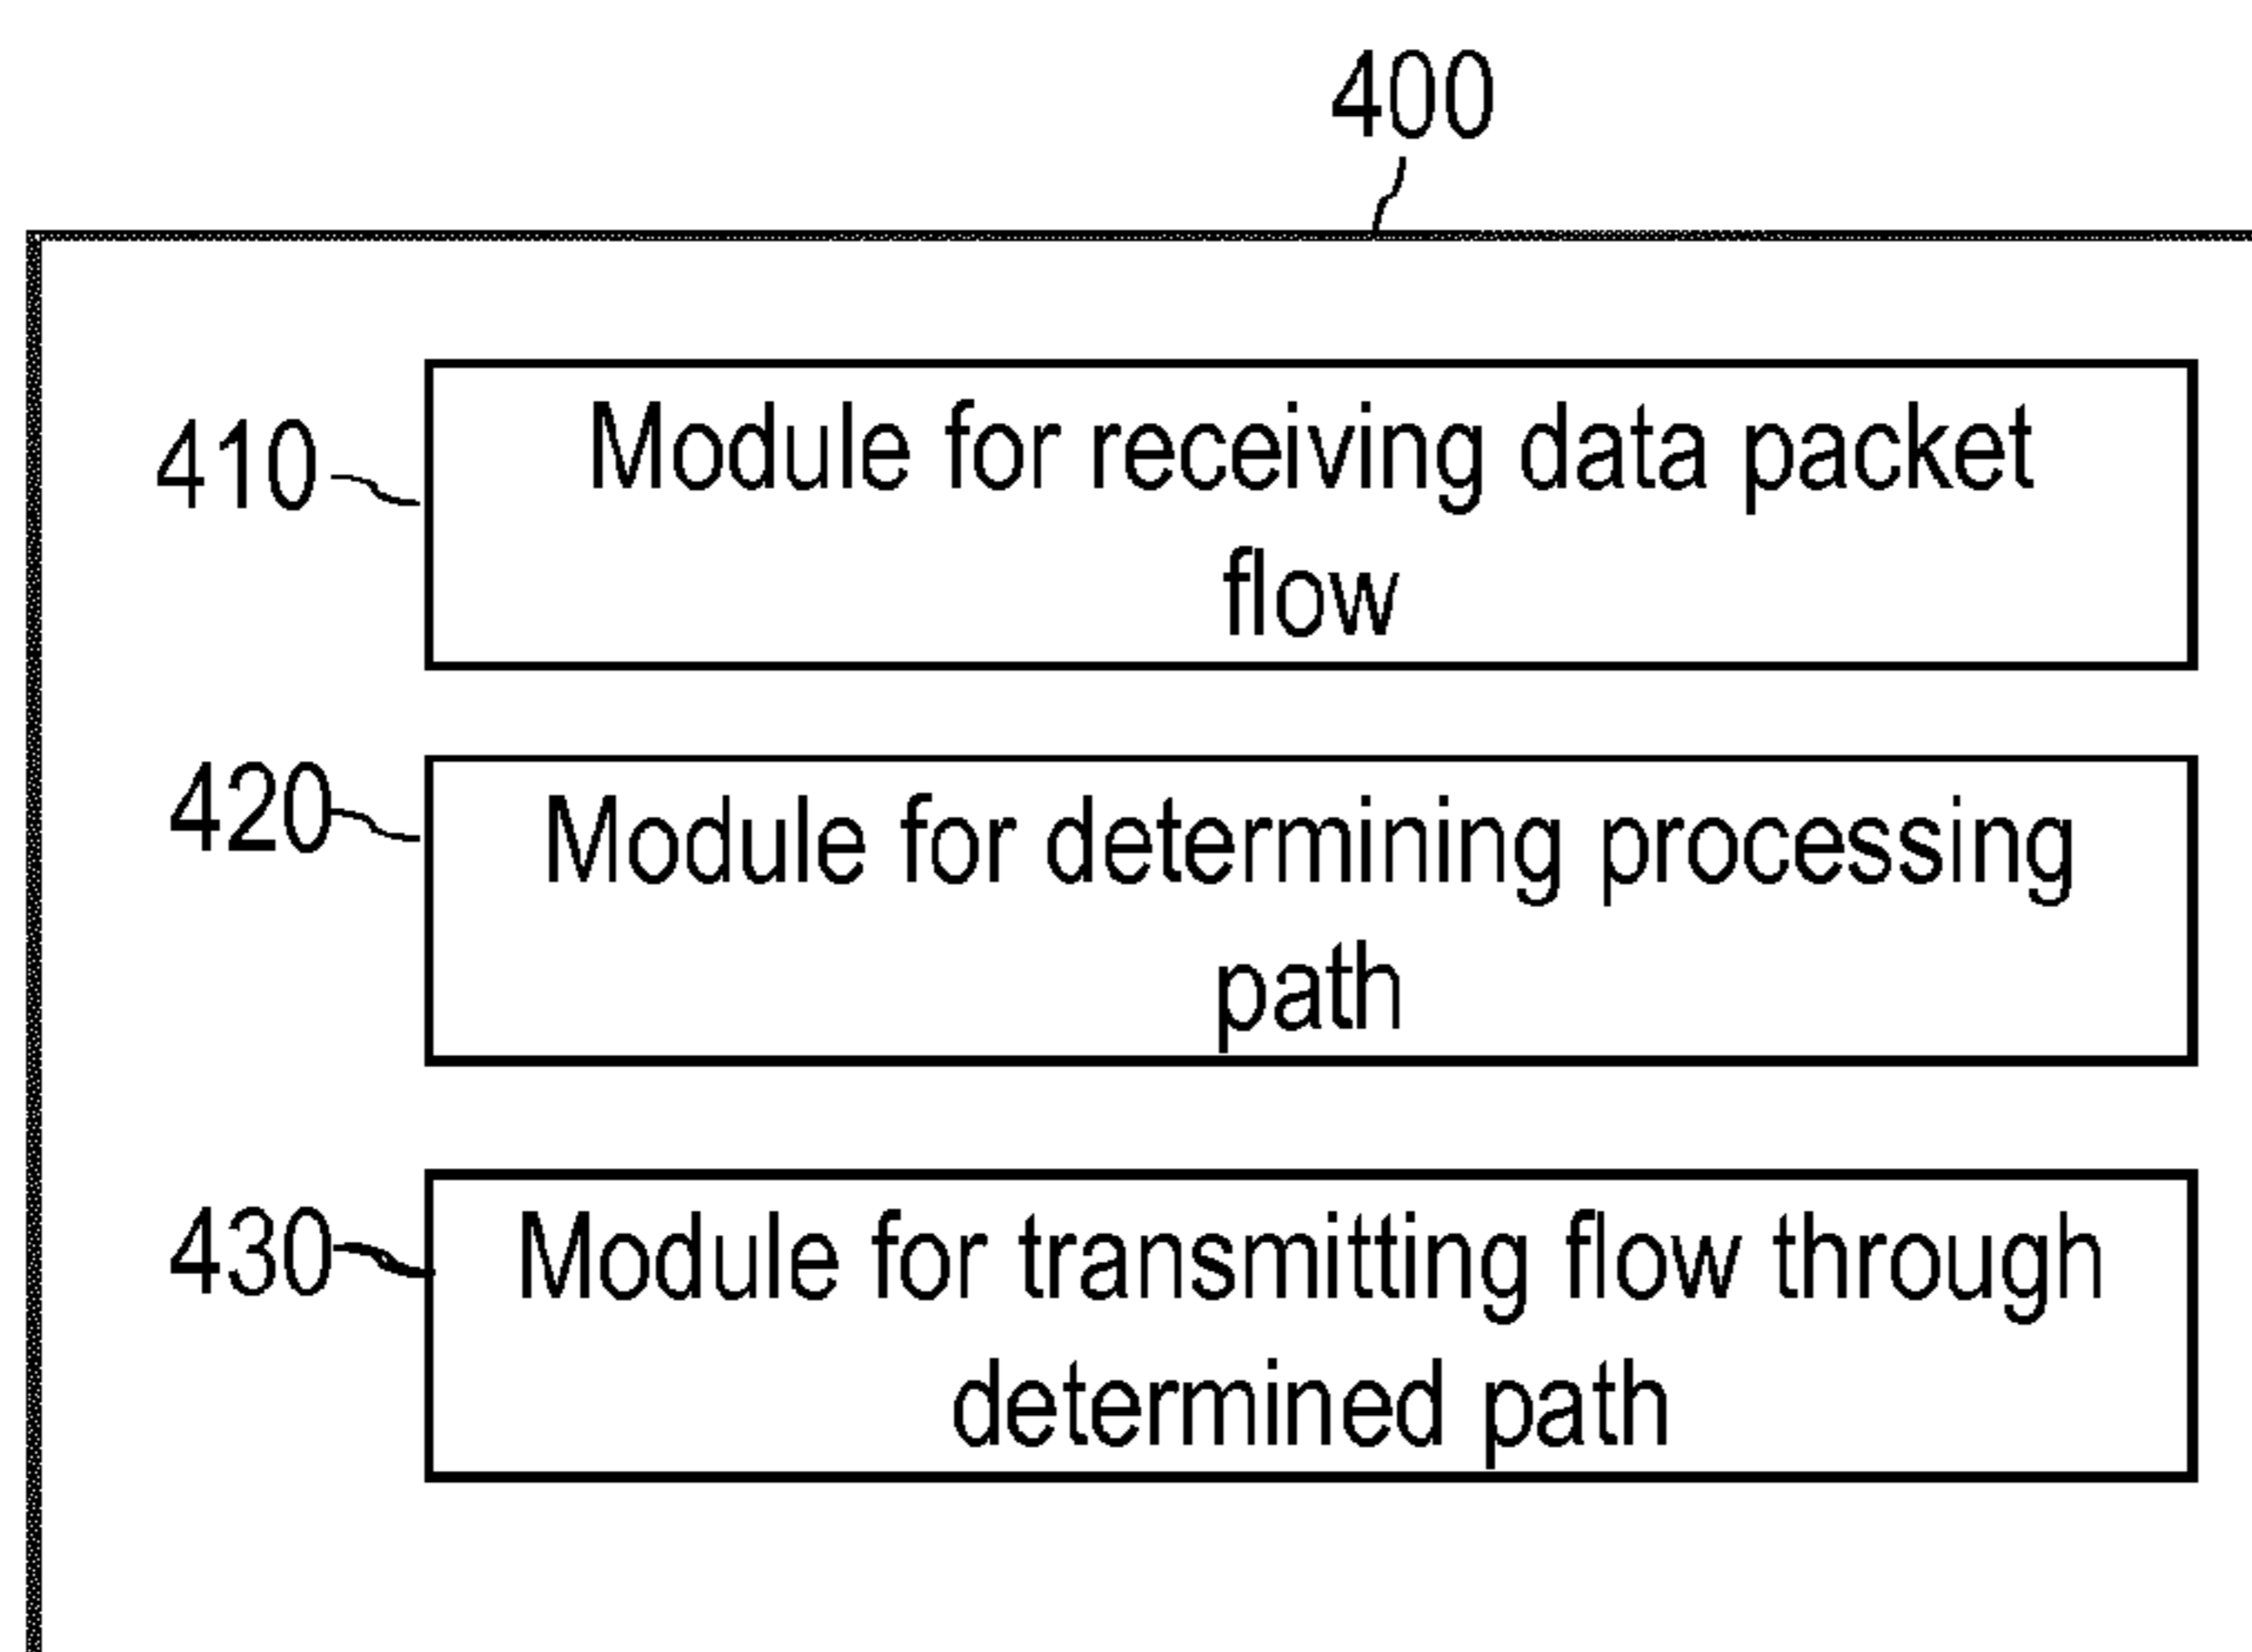 400
410
Module for receiving data packet
flow
420
Module for determining processing
path
430
Module for transmitting flow through
determined path